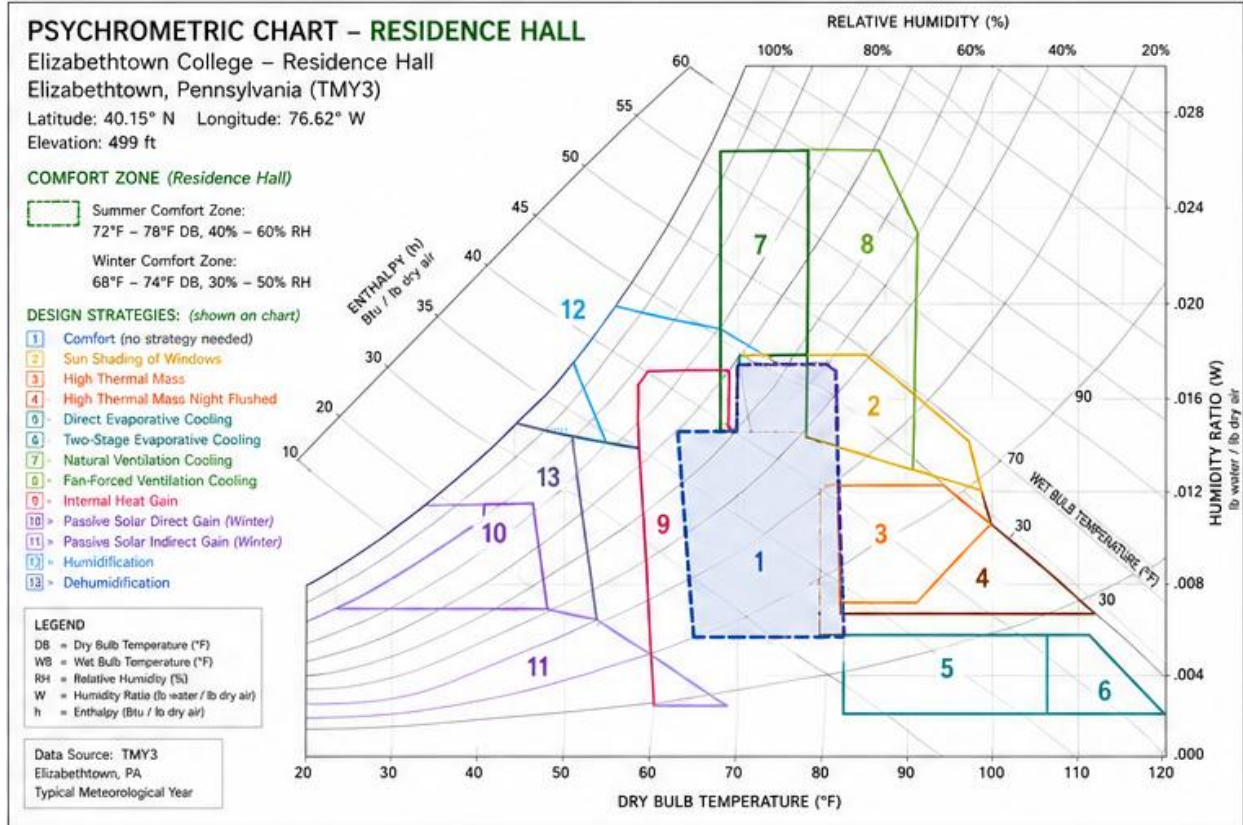 PSYCHROMETRIC CHART – RESIDENCE HALL
Elizabethtown College – Residence Hall
Elizabethtown, Pennsylvania (TMY3)
Latitude: 40.15° N Longitude: 76.62° W
Elevation: 499 ft
COMFORT ZONE (Residence Hall)
Summer Comfort Zone:
72°F – 78°F DB, 40% – 60% RH
Winter Comfort Zone:
68°F – 74°F DB, 30% – 50% RH
DESIGN STRATEGIES: (shown on chart)
1 Comfort (no strategy needed)
2 Sun Shading of Windows
3 High Thermal Mass
4 High Thermal Mass Night Flushed
Direct Evaporative Cooling
Two-Stage Evaporative Cooling
7 Natural Ventilation Cooling
Fan-Forced Ventilation Cooling
Internal Heat Gain
10 Passive Solar Direct Gain (Winter)
11 Passive Solar Indirect Gain (Winter)
Humidification
Dehumidification
LEGEND
DB = Dry Bulb Temperature (°F)
WB = Wet Bulb Temperature (°F)
RH = Relative Humidity (%)
W = Humidity Ratio (lb water / lb dry air)
h = Enthalpy (Btu / lb dry air)
Data Source: TMY3
Elizabethtown, PA
Typical Meteorological Year
RELATIVE HUMIDITY (%)
100% 80% 60% 40% 20%
60
55
50
45
40
35
30
20
10
ENTHALPY (h)
Btu / lb dry air
12
7
8
2
13
10
9
3
1
4
11
5
6
90
70
30
30
WET BULB TEMPERATURE (°F)
.028
.024
.020
.016
.012
.008
.004
.000
HUMIDITY RATIO (W)
lb water / lb dry air
20 30 40 50 60 70 80 90 100 110 120
DRY BULB TEMPERATURE (°F)